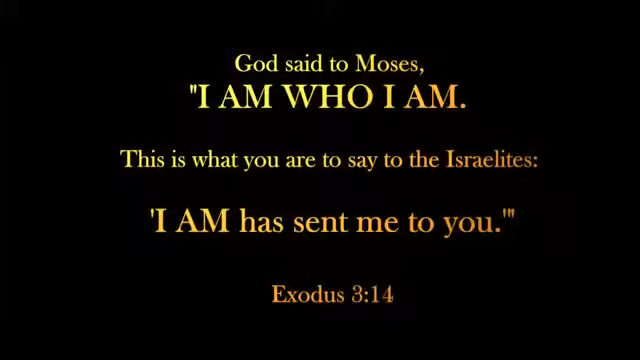 God said to Moses,
"I AM WHO I AM.
This is what you are to say to the Israelites:
'I AM has sent me to you.'"
Exodus 3:14